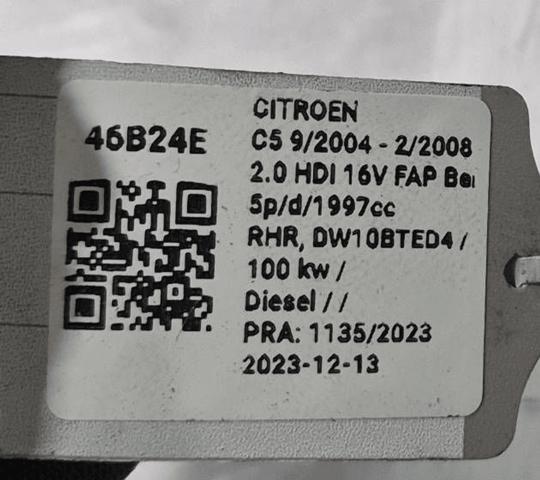 46B24E
CITROEN
C5 9/2004 - 2/2008
2.0 HDI 16V FAP
5p/d/1997cc
RHR, DW10BTED4 /
100 kw /
Diesel / /
PRA: 1135/2023
2023-12-13